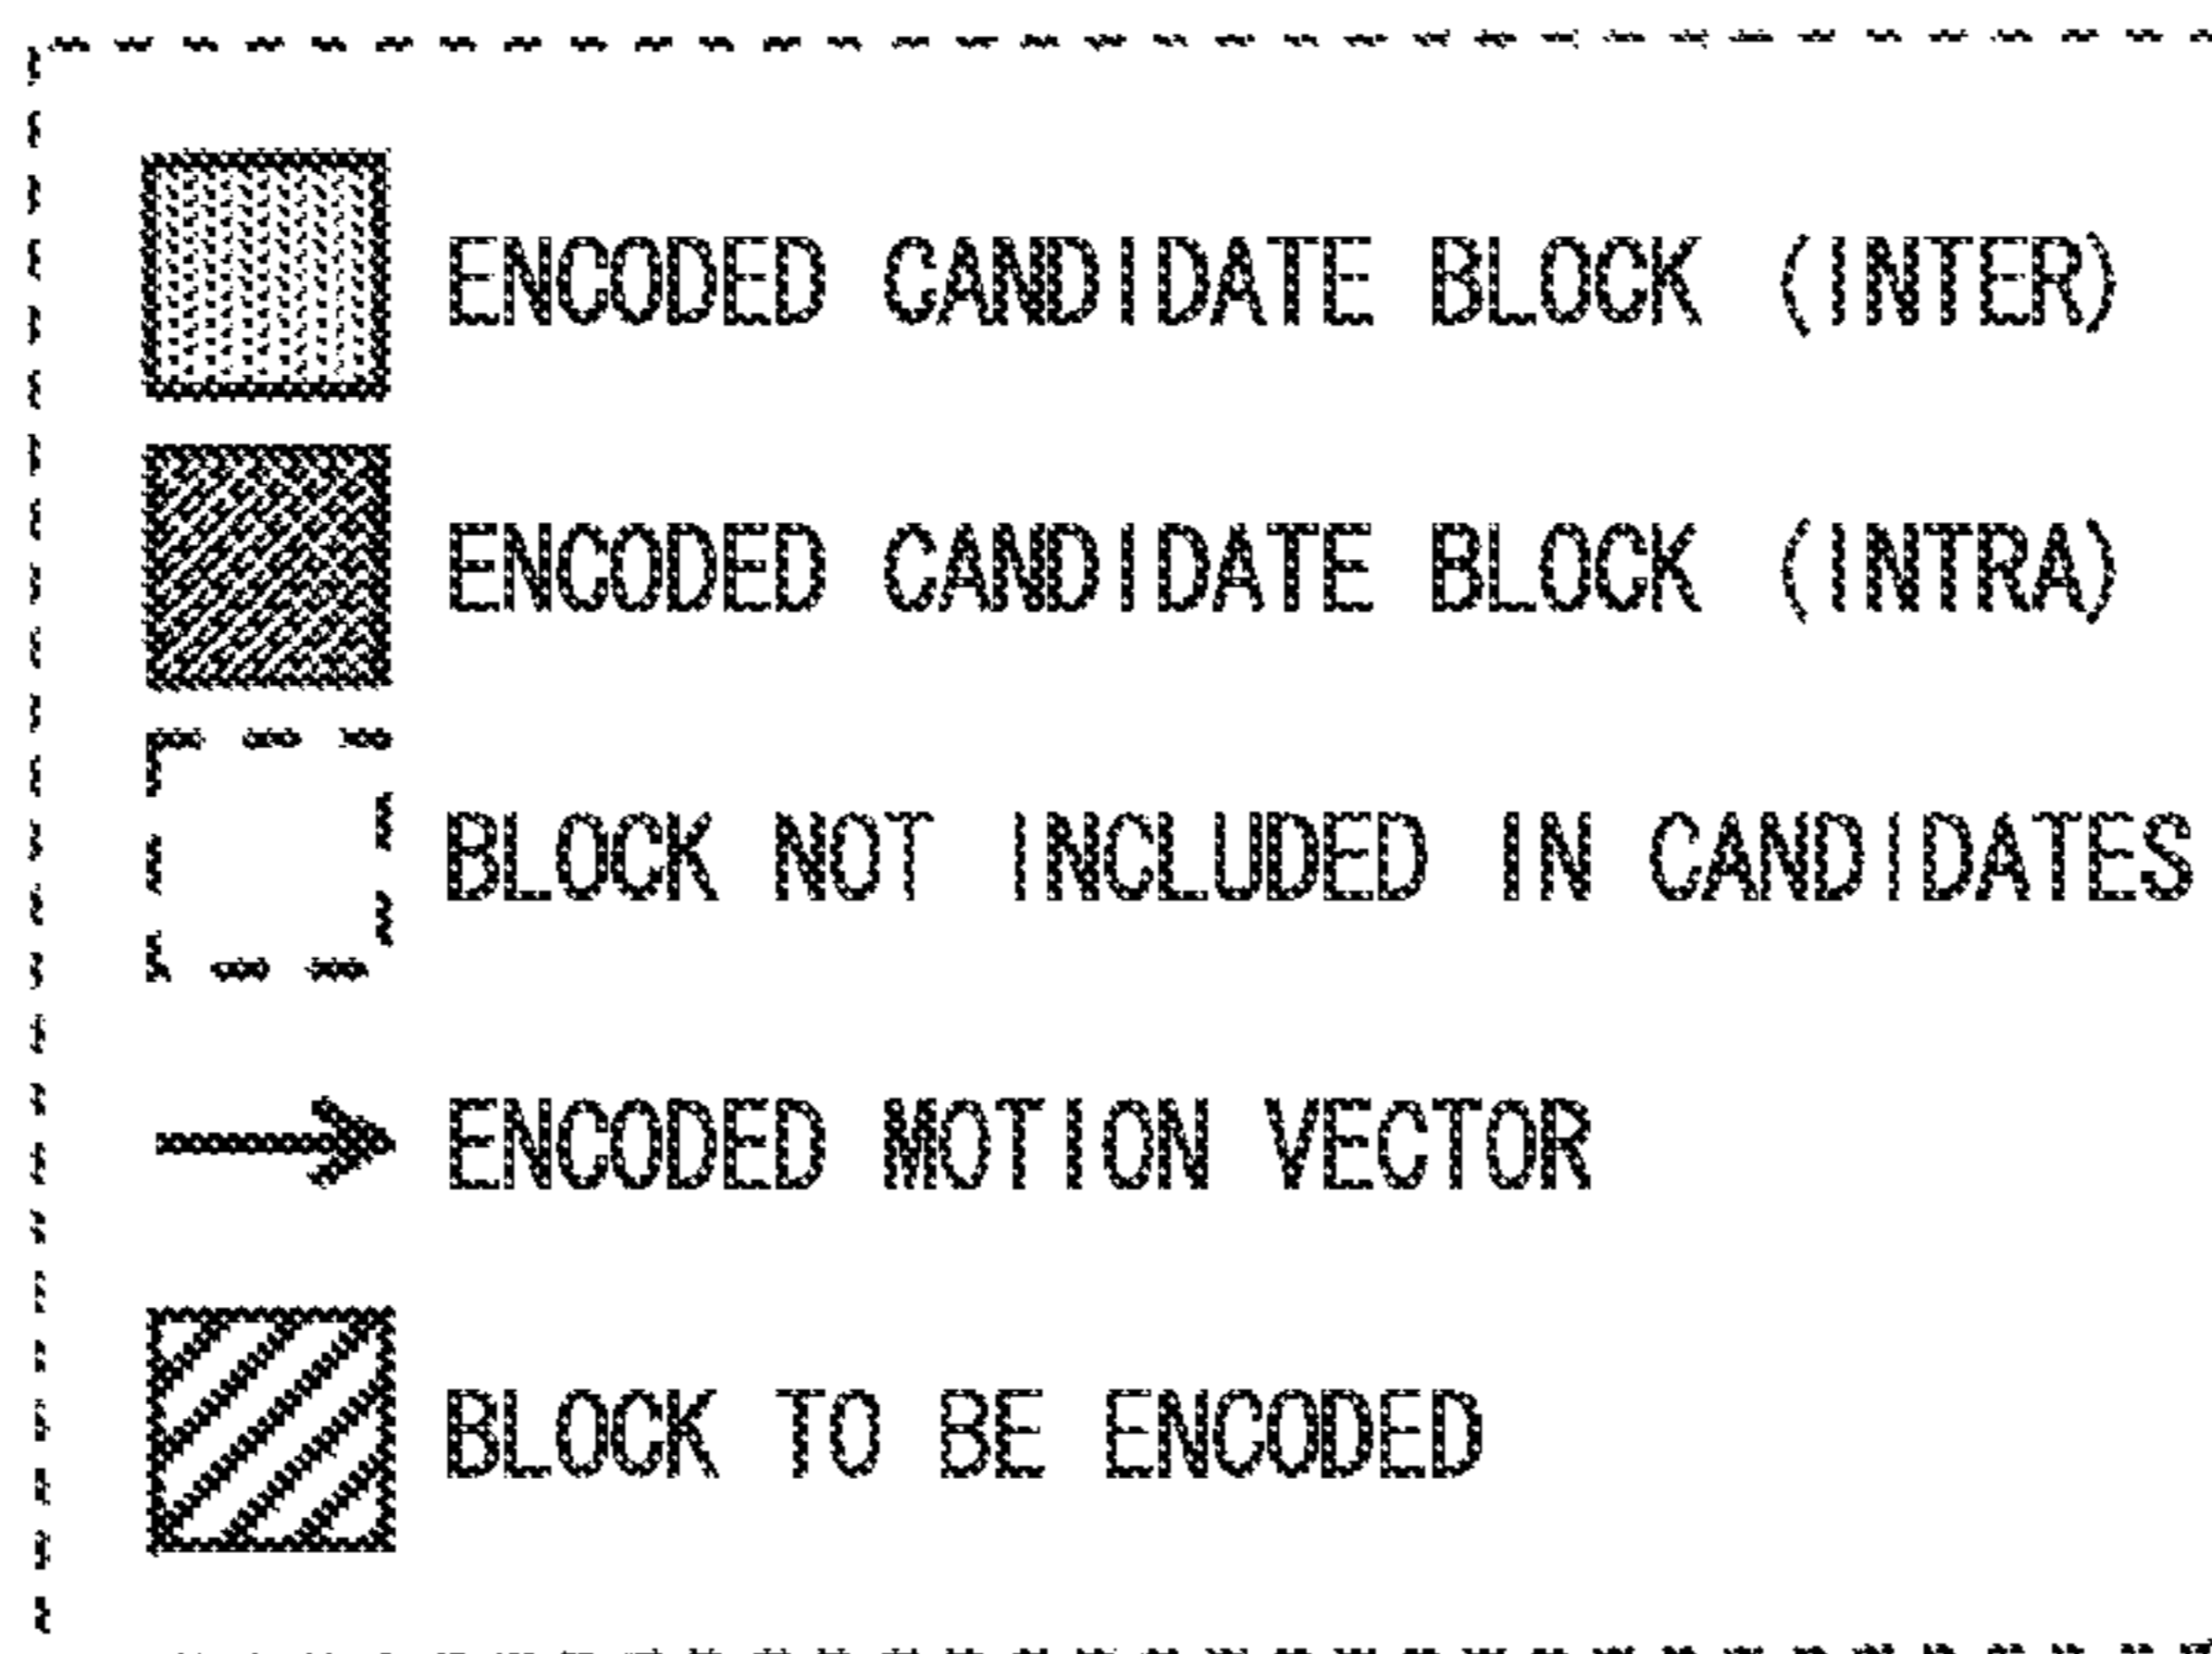 ENCODED CANDIDATE BLOCK (INTER)
ENCODED CANDIDATE BLOCK (INTRA)
BLOCK NOT INCLUDED IN CANDIDATES
ENCODED MOTION VECTOR
BLOCK TO BE ENCODED